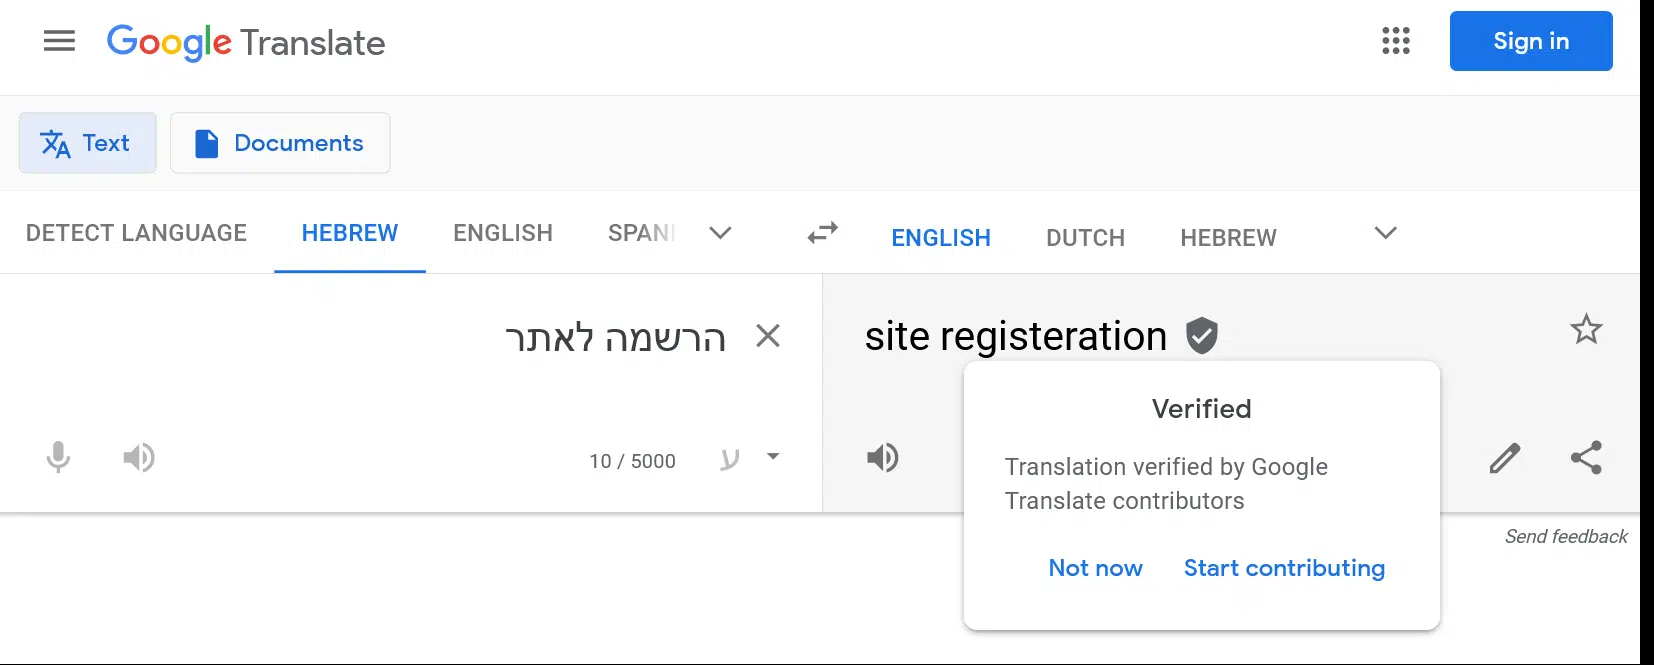 Google Translate
Sign in
Text
Documents
DETECT LANGUAGE HEBREW ENGLISH
ENGLISH DUTCH HEBREW
הרשמה לאתר
site registeration
10 / 5000
ע
Verified
Translation verified by Google
Translate contributors
Not now Start contributing
Send feedback